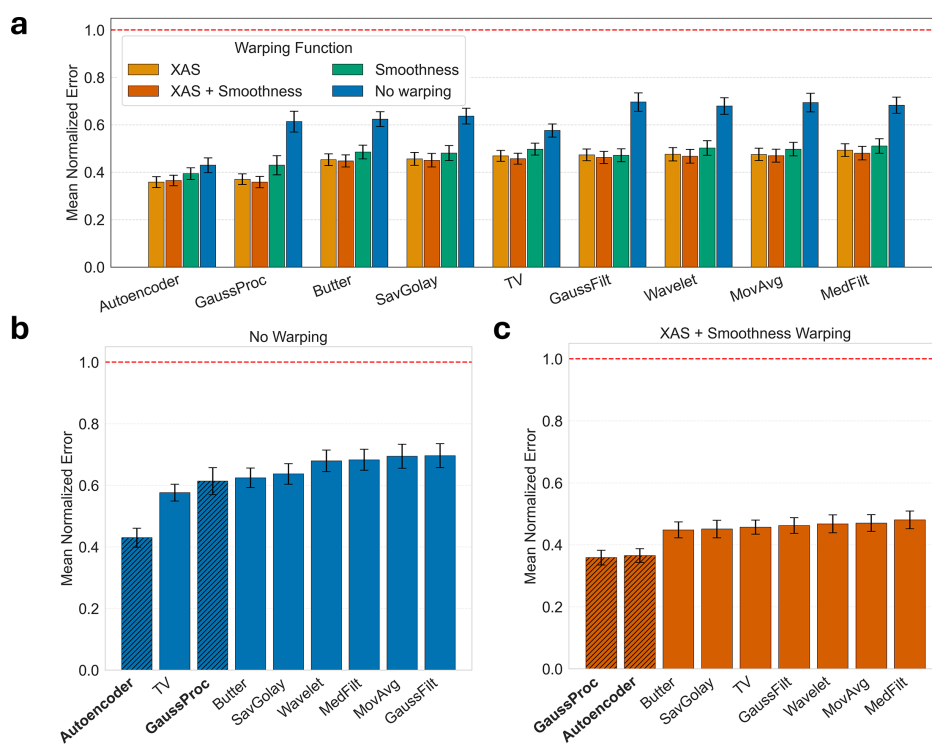 a
Mean Normalized Error
1.0
0.8
0.6
0.4
0.2
0.0
Warping Function
XAS
XAS + Smoothness
Smoothness
No warping
Autoencoder
GaussProc
Butter
SavGolay
TV
GaussFilt
Wavelet
MovAvg
MedFilt
b
No Warping
Mean Normalized Error
1.0
0.8
0.6
0.4
0.2
0.0
Autoencoder
TV
GaussProc
Butter
SavGolay
Wavelet
MedFilt
MovAvg
GaussFilt
c
XAS + Smoothness Warping
Mean Normalized Error
1.0
0.8
0.6
0.4
0.2
0.0
GaussProc
Autoencoder
Butter
SavGolay
TV
GaussFilt
Wavelet
MovAvg
MedFilt